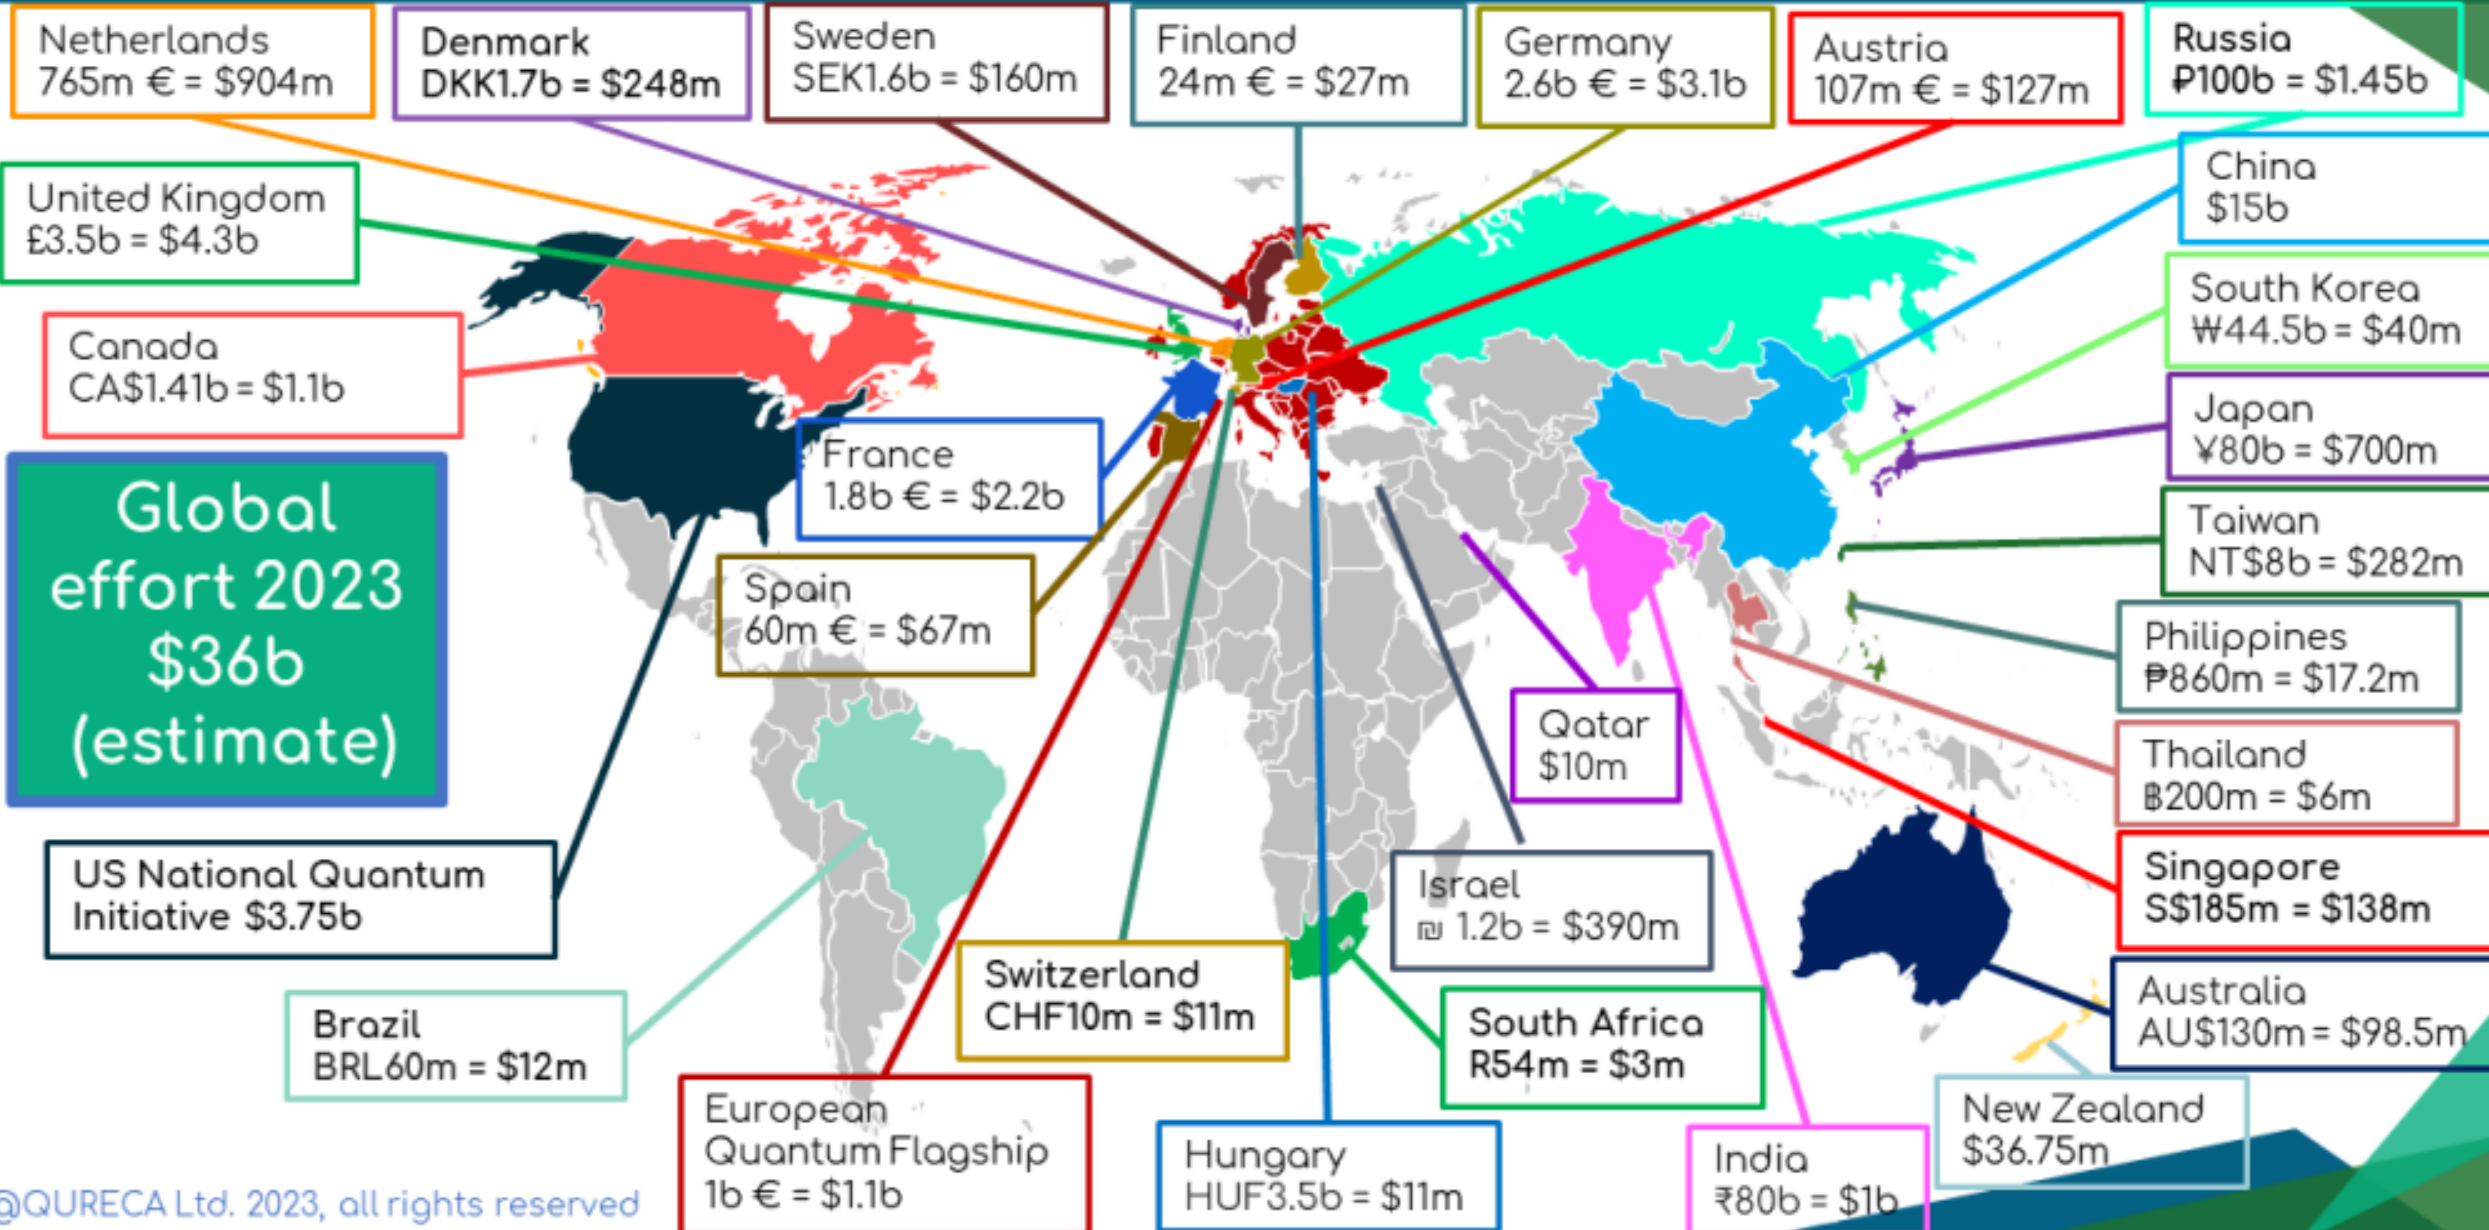 Netherlands
765m € = $904m
Denmark
DKK1.7b = $248m
Sweden
SEK1.6b = $160m
Finland
24m € = $27m
Germany
2.6b € = $3.1b
Austria
107m € = $127m
Russia
₽100b = $1.45b
United Kingdom
£3.5b = $4.3b
China
$15b
South Korea
₩44.5b = $40m
Canada
CA$1.41b = $1.1b
Japan
¥80b = $700m
France
1.8b € = $2.2b
Global
effort 2023
$36b
(estimate)
Taiwan
NT$8b = $282m
Spain
60m € = $67m
Philippines
₱860m = $17.2m
Qatar
$10m
Thailand
฿200m = $6m
US National Quantum
Initiative $3.75b
Israel
₪ 1.2b = $390m
Singapore
S$185m = $138m
Switzerland
CHF10m = $11m
Australia
AU$130m = $98.5m
Brazil
BRL60m = $12m
South Africa
R54m = $3m
European
Quantum Flagship
1b € = $1.1b
Hungary
HUF3.5b = $11m
India
₹80b = $1b
New Zealand
$36.75m
@QURECA Ltd. 2023, all rights reserved